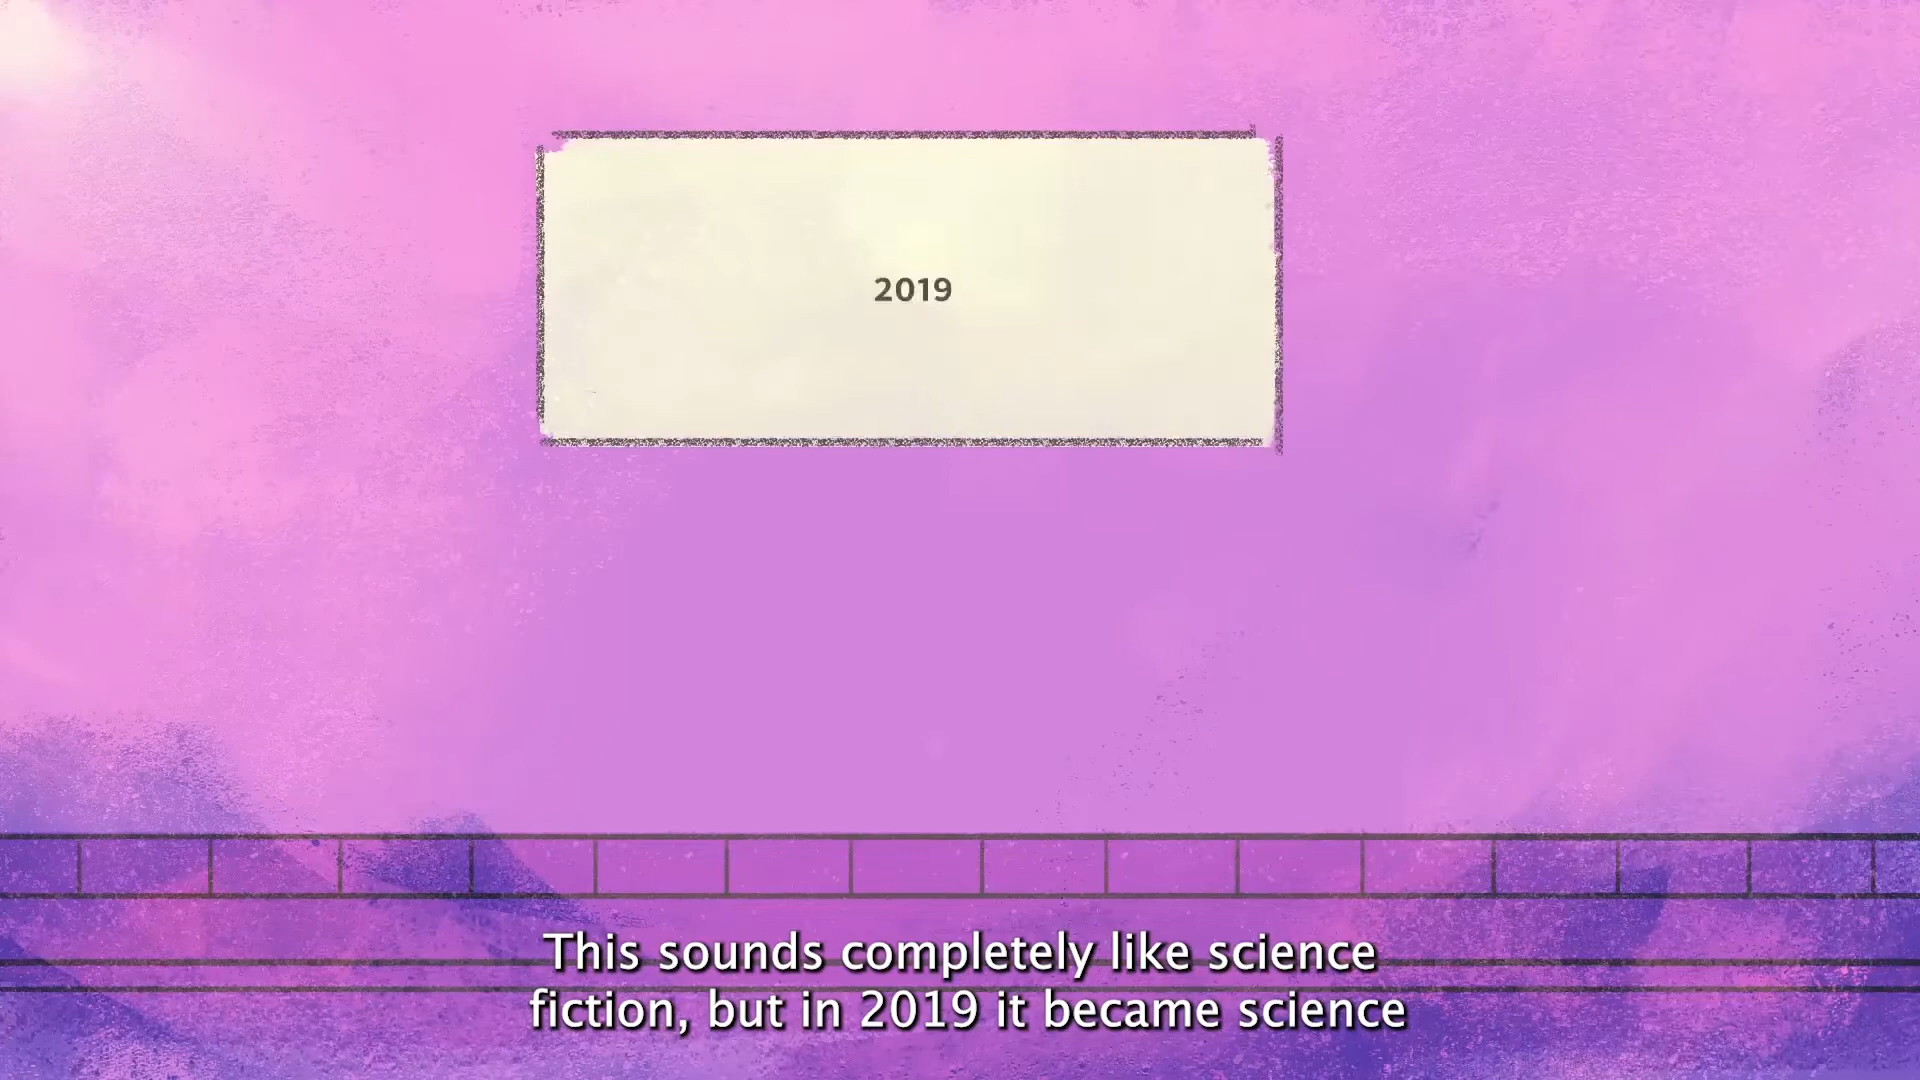 2019
This sounds completely like science
fiction, but in 2019 it became science